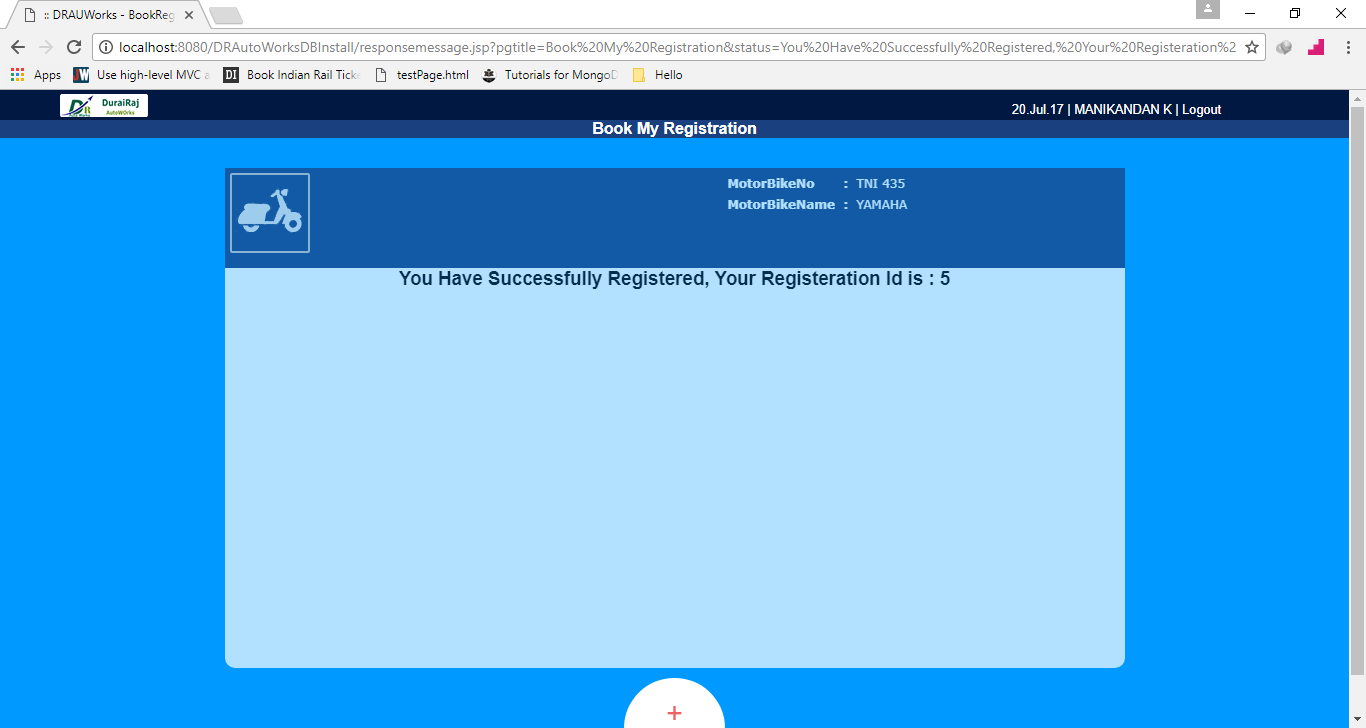 :: DRAUWorks - BookReg
localhost:8080/DRAutoWorksDBInstall/responsemessage.jsp?pgtitle=Book%20My%20Registration&status=You%20Have%20Successfully%20Registered,%20Your%20Registeration%2
Apps Use high-level MVC a DI Book Indian Rail Tick testPage.html Tutorials for MongoD Hello
DurairRaj
AutoWOrks
20.Jul.17 | MANIKANDAN K | Logout
Book My Registration
MotorBikeNo : TNI 435
MotorBikeName : YAMAHA
You Have Successfully Registered, Your Registeration Id is : 5
+